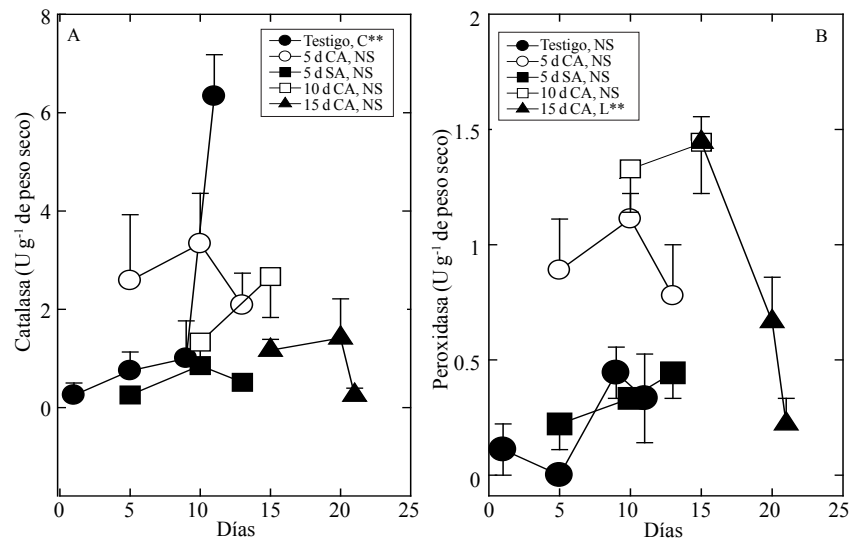 A
Testigo, C**
5 d CA, NS
5 d SA, NS
10 d CA, NS
15 d CA, NS
8
6
4
2
0
Catalasa (U g⁻¹ de peso seco)
0 5 10 15 20 25
Días
B
Testigo, NS
5 d CA, NS
5 d SA, NS
10 d CA, NS
15 d CA, L**
2
1.5
1
0.5
0
Peroxidasa (U g⁻¹ de peso seco)
0 5 10 15 20 25
Días